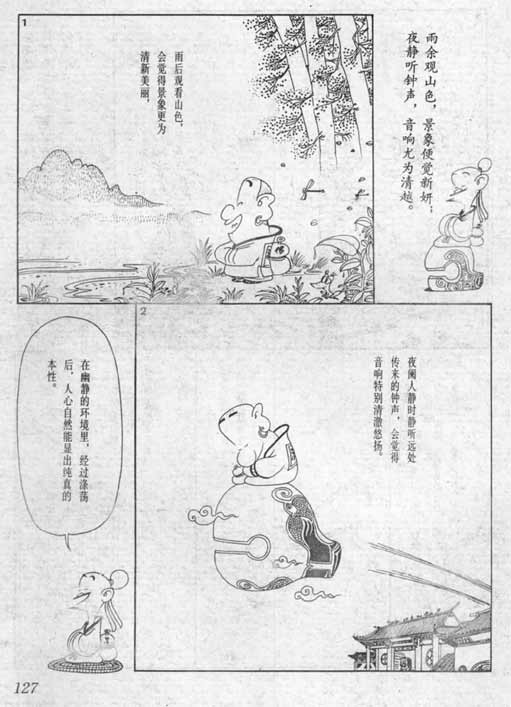 雨余观山色，景象便觉新妍；
夜静听钟声，音响尤为清越。
1
雨后观看山色，
会觉得景象更为
清新美丽，
2
夜阑人静时静听远处
传来的钟声，会觉得
音响特别清澈悠扬。
在幽静的环境里，经过涤荡
后，人心自然能显出纯真的
本性。
127